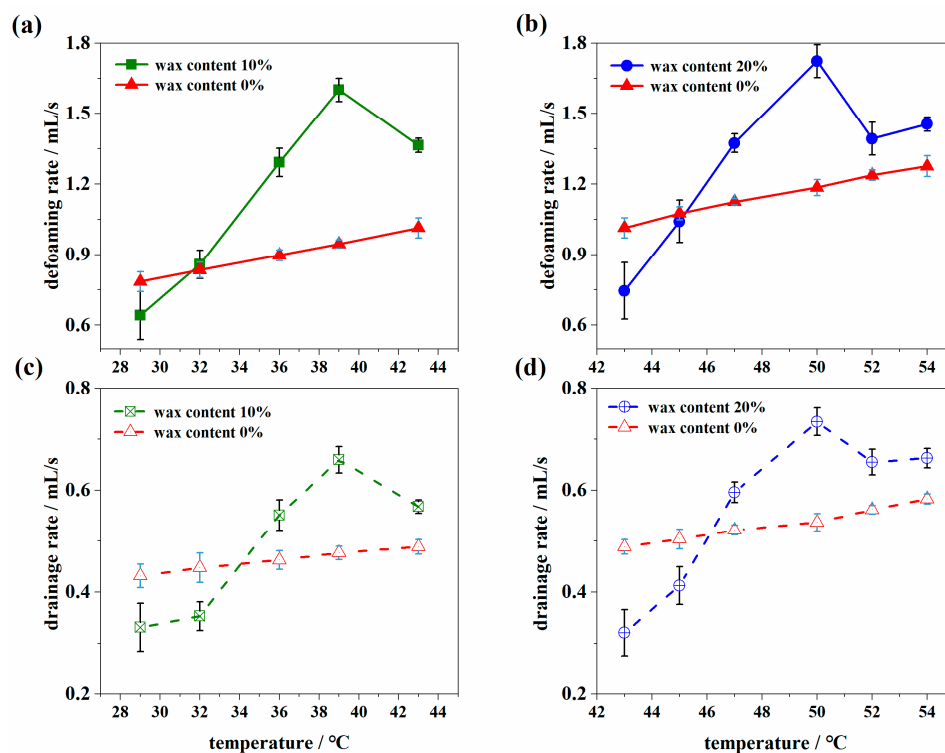 (a)
1.8
1.5
1.2
0.9
0.6
defoaming rate / mL/s
wax content 10%
wax content 0%
28 30 32 34 36 38 40 42 44
(b)
1.8
1.5
1.2
0.9
0.6
defoaming rate / mL/s
wax content 20%
wax content 0%
42 44 46 48 50 52 54
(c)
0.8
0.6
0.4
0.2
drainage rate / mL/s
wax content 10%
wax content 0%
28 30 32 34 36 38 40 42 44
temperature / °C
(d)
0.8
0.6
0.4
0.2
drainage rate / mL/s
wax content 20%
wax content 0%
42 44 46 48 50 52 54
temperature / °C